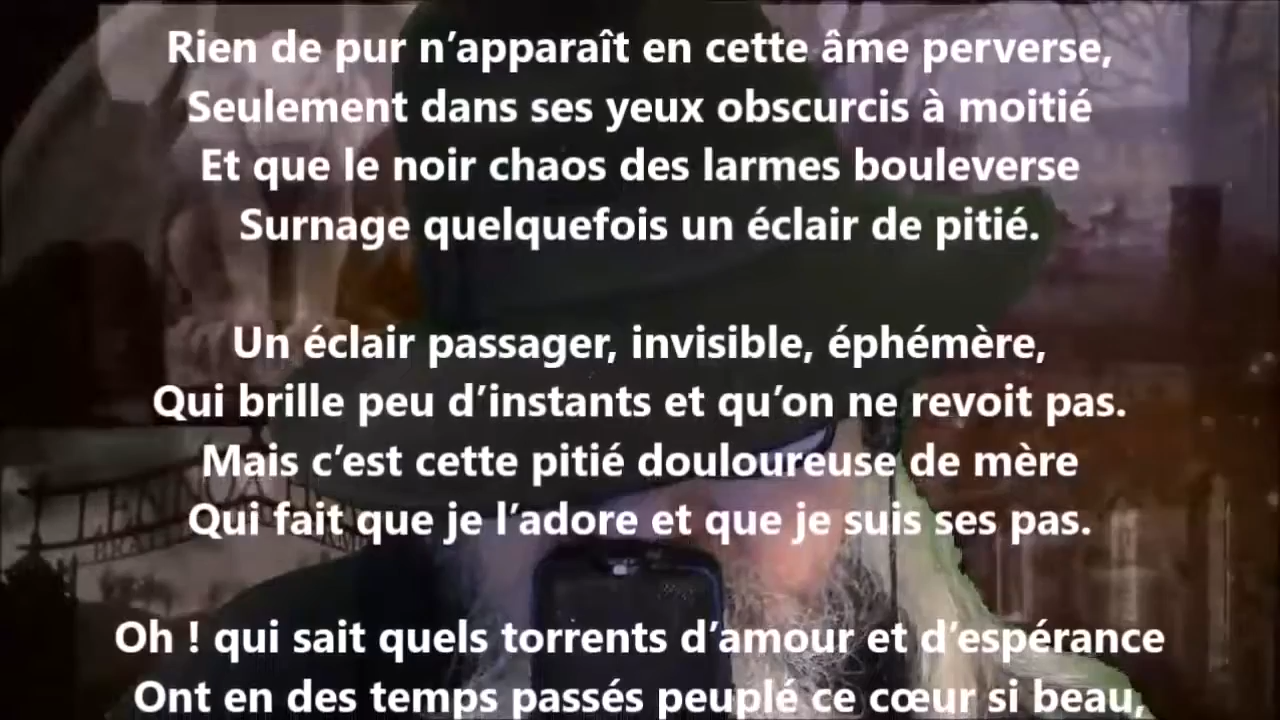 Rien de pur n’apparaît en cette âme perverse,
Seulement dans ses yeux obscurcis à moitié
Et que le noir chaos des larmes bouleverse
Surnage quelquefois un éclair de pitié.
Un éclair passager, invisible, éphémère,
Qui brille peu d’instants et qu’on ne revoit pas.
Mais c’est cette pitié douloureuse de mère
Qui fait que je l’adore et que je suis ses pas.
Oh ! qui sait quels torrents d’amour et d’espérance
Ont en des temps passés peuplé ce cœur si beau,